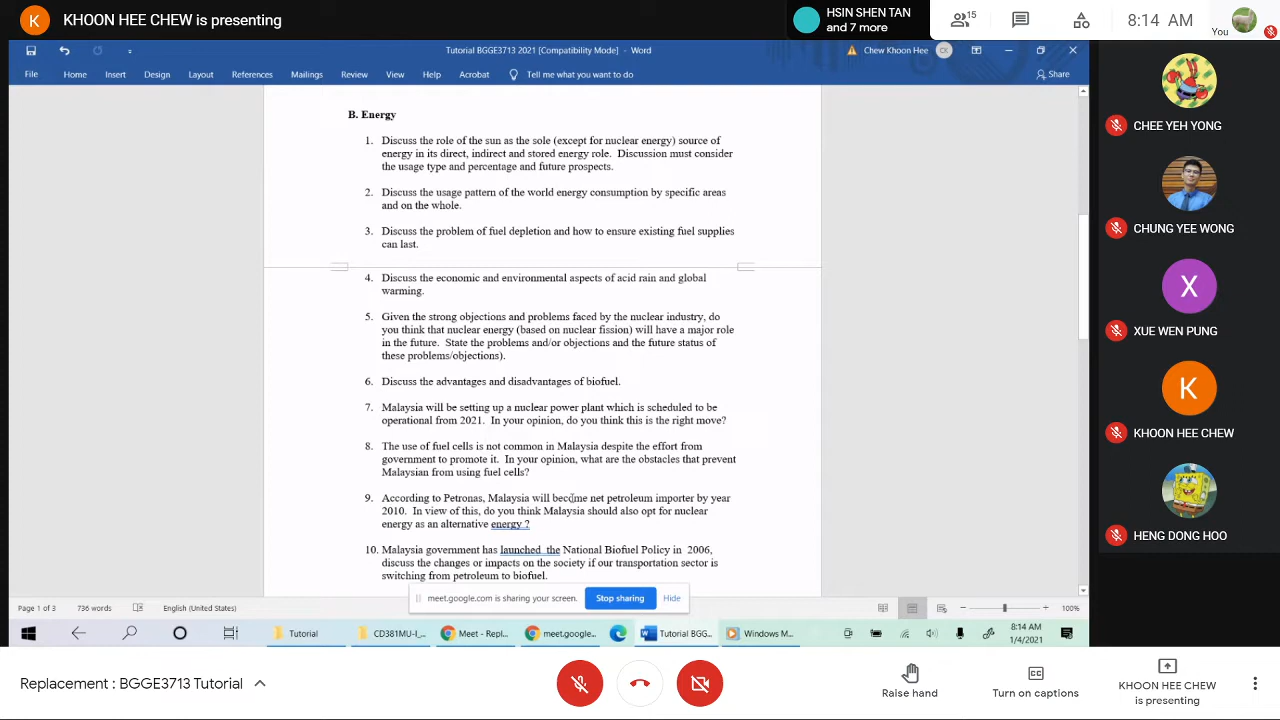 K KHOON HEE CHEW is presenting
HSIN SHEN TAN
and 7 more
15
8:14 AM
You
Tutorial BGGE3713 2021 [Compatibility Mode] - Word
Chew Khoon Hee CK
File Home Insert Design Layout References Mailings Review View Help Acrobat Tell me what you want to do Share
B. Energy
1. Discuss the role of the sun as the sole (except for nuclear energy) source of
energy in its direct, indirect and stored energy role. Discussion must consider
the usage type and percentage and future prospects.
2. Discuss the usage pattern of the world energy consumption by specific areas
and on the whole.
3. Discuss the problem of fuel depletion and how to ensure existing fuel supplies
can last.
4. Discuss the economic and environmental aspects of acid rain and global
warming.
5. Given the strong objections and problems faced by the nuclear industry, do
you think that nuclear energy (based on nuclear fission) will have a major role
in the future. State the problems and/or objections and the future status of
these problems/objections).
6. Discuss the advantages and disadvantages of biofuel.
7. Malaysia will be setting up a nuclear power plant which is scheduled to be
operational from 2021. In your opinion, do you think this is the right move?
8. The use of fuel cells is not common in Malaysia despite the effort from
government to promote it. In your opinion, what are the obstacles that prevent
Malaysian from using fuel cells?
9. According to Petronas, Malaysia will become net petroleum importer by year
2010. In view of this, do you think Malaysia should also opt for nuclear
energy as an alternative energy ?
10. Malaysia government has launched the National Biofuel Policy in 2006,
discuss the changes or impacts on the society if our transportation sector is
switching from petroleum to biofuel.
meet.google.com is sharing your screen. Stop sharing Hide
Page 1 of 3 736 words English (United States) 100%
Tutorial CD381MU-I_... Meet - Repl... meet.google... Tutorial BGG... Windows M...
8:14 AM
1/4/2021
CHEE YEH YONG
CHUNG YEE WONG
X
XUE WEN PUNG
K
KHOON HEE CHEW
HENG DONG HOO
Replacement : BGGE3713 Tutorial
Raise hand
CC
Turn on captions
KHOON HEE CHEW
is presenting